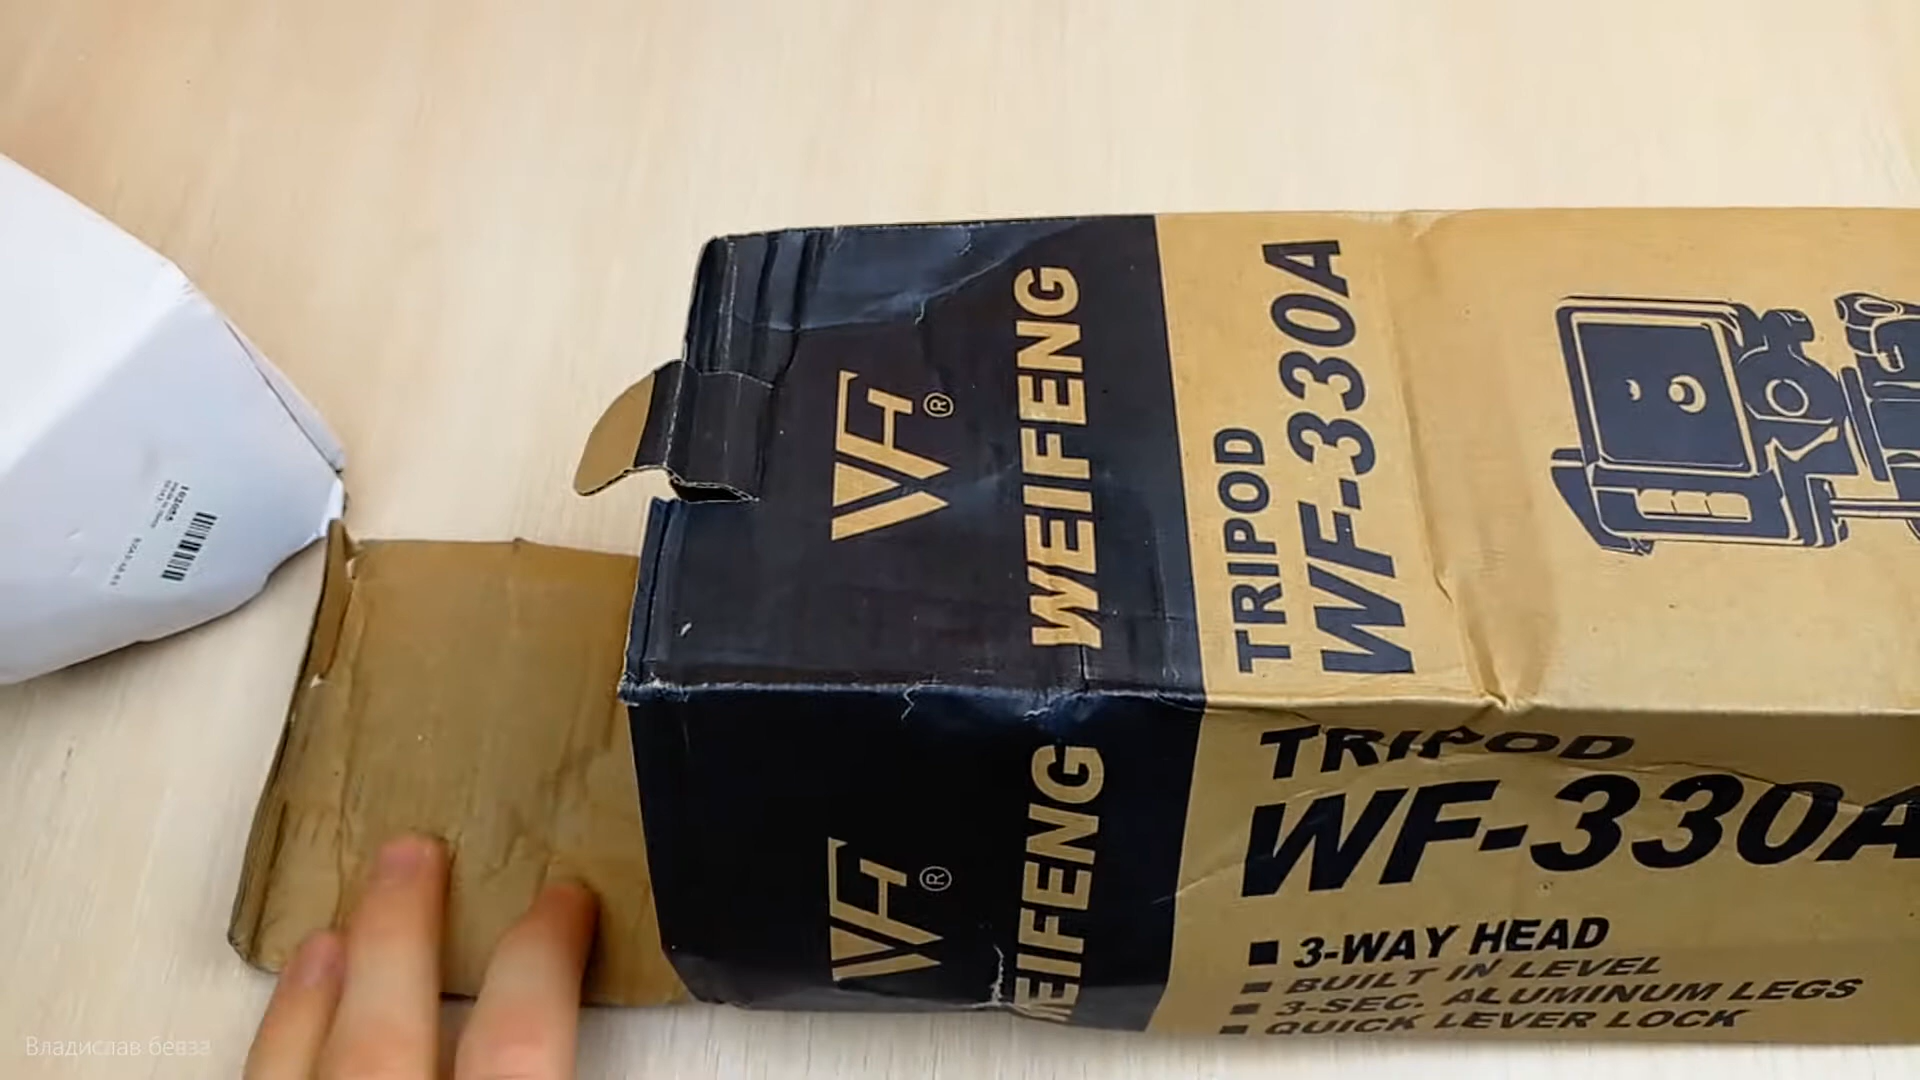 WF®
WEIFENG
TRIPOD
WF-330A
WF®
WEIFENG
TRIPOD
WF-330A
■ 3-WAY HEAD
■ BUILT IN LEVEL
■ 3-SEC. ALUMINUM LEGS
■ QUICK LEVER LOCK
Владислав бевза